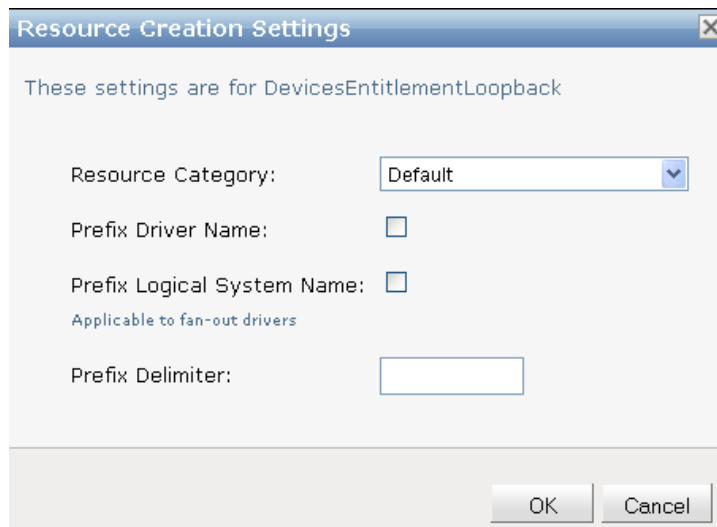 Resource Creation Settings
These settings are for DevicesEntitlementLoopback
Resource Category: Default
Prefix Driver Name:
Prefix Logical System Name:
Applicable to fan-out drivers
Prefix Delimiter:
OK Cancel